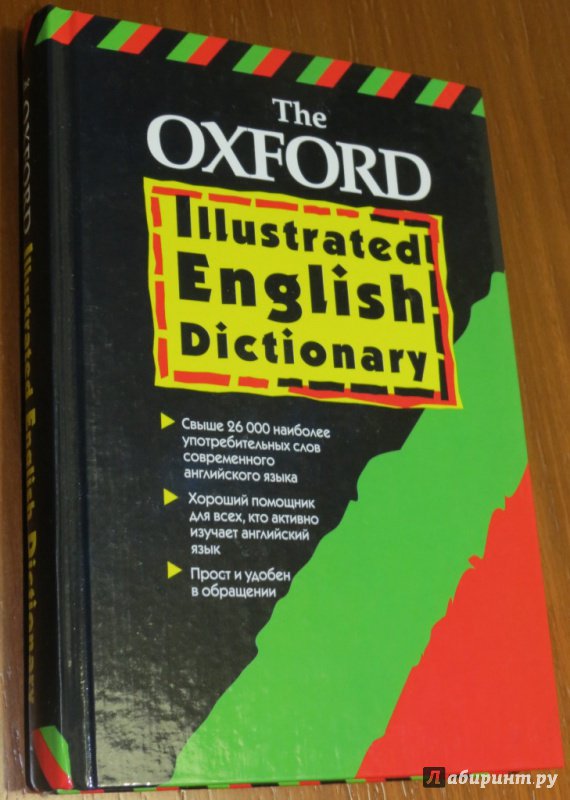 The
OXFORD
Illustrated
English
Dictionary
Свыше 26 000 наиболее
употребительных слов
современного
английского языка
Хороший помощник
для всех, кто активно
изучает английский
язык
Прост и удобен
в обращении
OXFORD Illustrated English Dictionary
Лабиринт.ру